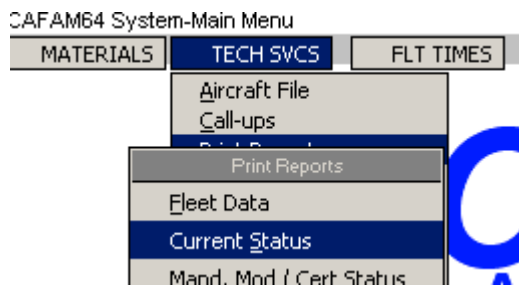 CAFAM64 System-Main Menu
MATERIALS TECH SVCS FLT TIMES
Aircraft File
Call-ups
Print Reports
Fleet Data
Current Status
Mand. Mod / Cert Status